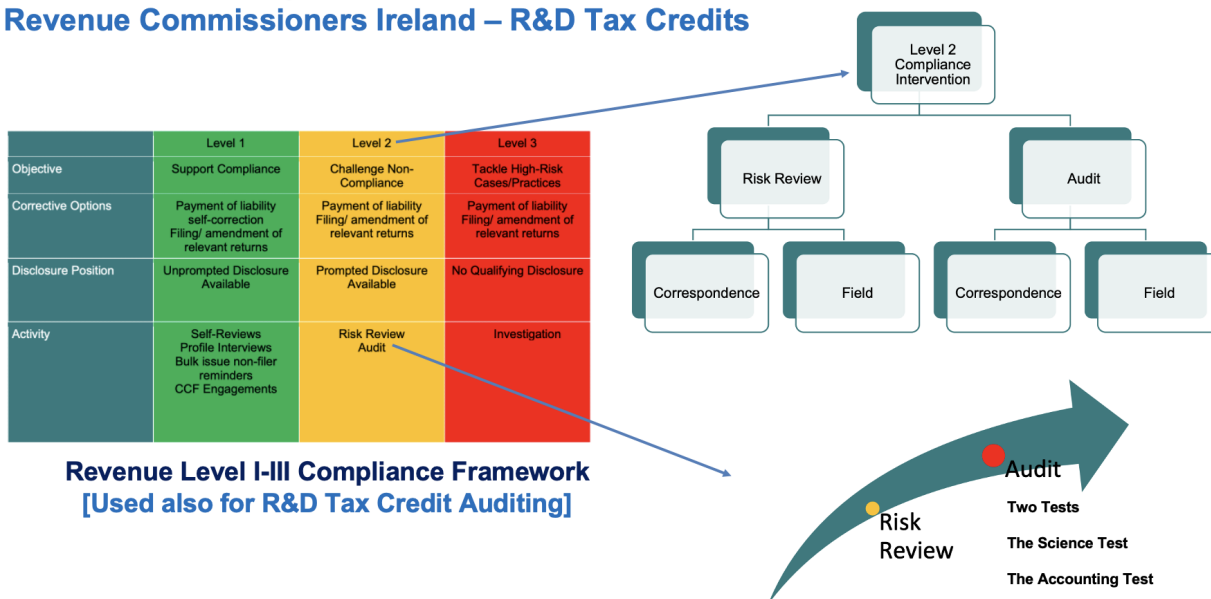 Revenue Commissioners Ireland – R&D Tax Credits
Level 1
Level 2
Level 3
Objective
Support Compliance
Challenge Non-
Compliance
Tackle High-Risk
Cases/Practices
Corrective Options
Payment of liability
self-correction
Filing/ amendment of
relevant returns
Payment of liability
Filing/ amendment of
relevant returns
Payment of liability
Filing/ amendment of
relevant returns
Disclosure Position
Unprompted Disclosure
Available
Prompted Disclosure
Available
No Qualifying Disclosure
Activity
Self-Reviews
Profile Interviews
Bulk issue non-filer
reminders
CCF Engagements
Risk Review
Audit
Investigation
Revenue Level I-III Compliance Framework
[Used also for R&D Tax Credit Auditing]
Level 2
Compliance
Intervention
Risk Review
Audit
Correspondence
Field
Correspondence
Field
Risk
Review
Audit
Two Tests
The Science Test
The Accounting Test